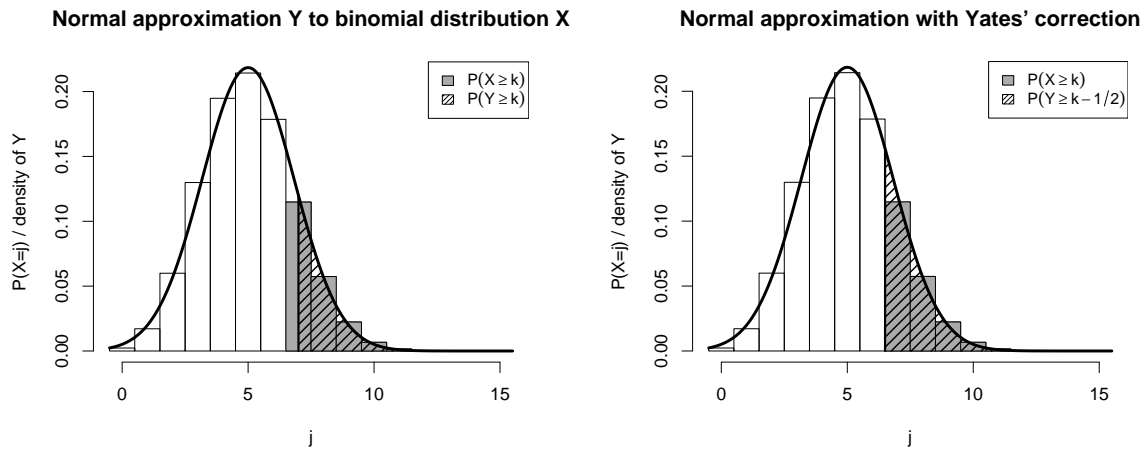 Normal approximation Y to binomial distribution X
P(X≥k)
P(Y≥k)
P(X=j) / density of Y
0.20
0.15
0.10
0.05
0.00
0 5 10 15
j
Normal approximation with Yates’ correction
P(X≥k)
P(Y≥k−1/2)
P(X=j) / density of Y
0.20
0.15
0.10
0.05
0.00
0 5 10 15
j